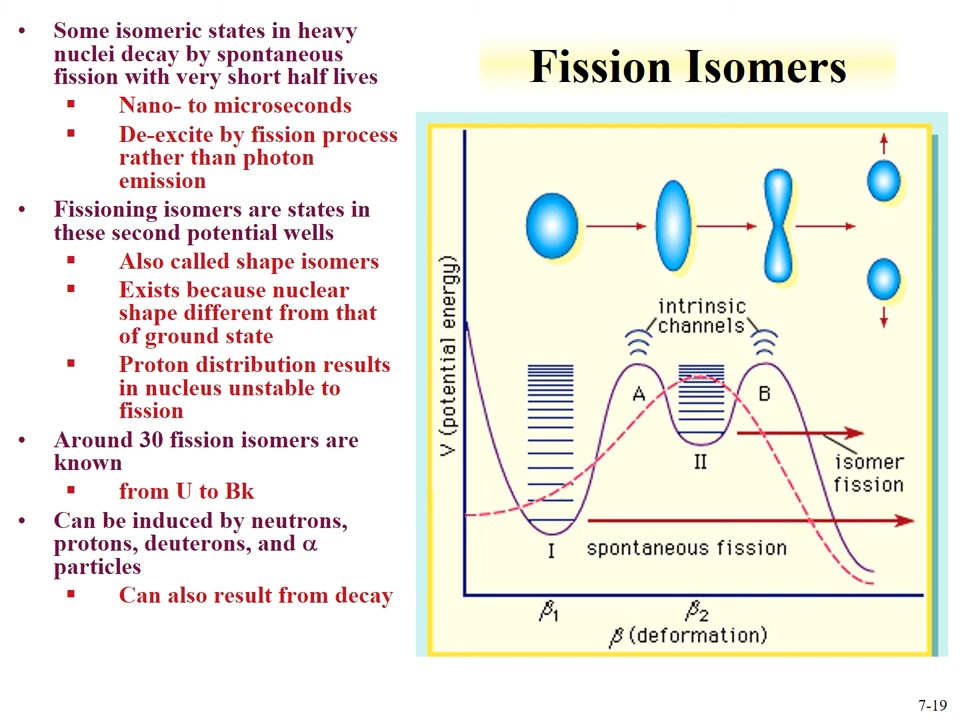 Fission Isomers
• Some isomeric states in heavy
nuclei decay by spontaneous
fission with very short half lives
▪ Nano- to microseconds
▪ De-excite by fission process
rather than photon
emission
• Fissioning isomers are states in
these second potential wells
▪ Also called shape isomers
▪ Exists because nuclear
shape different from that
of ground state
▪ Proton distribution results
in nucleus unstable to
fission
• Around 30 fission isomers are
known
▪ from U to Bk
• Can be induced by neutrons,
protons, deuterons, and α
particles
▪ Can also result from decay
V (potential energy)
intrinsic
channels
A
B
II
isomer
fission
I
spontaneous fission
β1
β2
β (deformation)
7-19